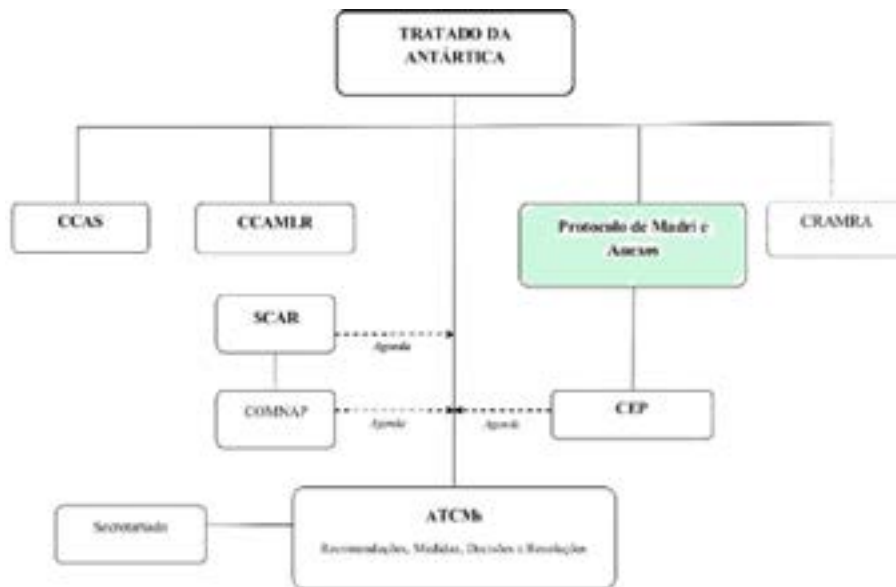 TRATADO DA
ANTÁRTICA
CCAS
CCAMLR
Protocolo de Madri e
Anexos
CRAMRA
SCAR
Agenda
COMNAP
Agenda
Agenda
CEP
ATCMs
Recomendações, Medidas, Decisões e Resoluções
Secretariado